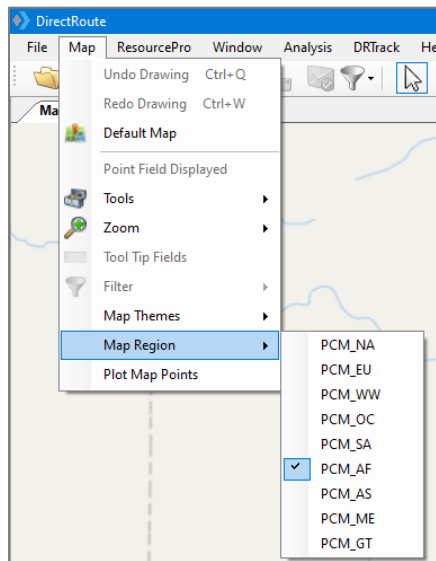 DirectRoute
File Map ResourcePro Window Analysis DRTrack He
Ma
Undo Drawing Ctrl+Q
Redo Drawing Ctrl+W
Default Map
Point Field Displayed
Tools
Zoom
Tool Tip Fields
Filter
Map Themes
Map Region
Plot Map Points
PCM_NA
PCM_EU
PCM_WW
PCM_OC
PCM_SA
PCM_AF
PCM_AS
PCM_ME
PCM_GT